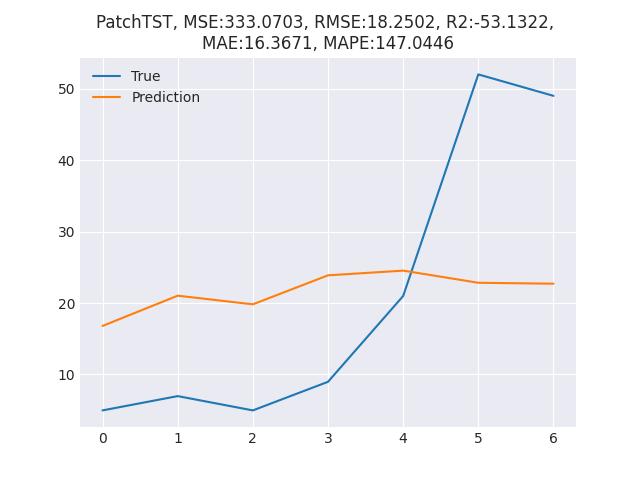 PatchTST, MSE:333.0703, RMSE:18.2502, R2:-53.1322,
MAE:16.3671, MAPE:147.0446
True
Prediction
50
40
30
20
10
0 1 2 3 4 5 6